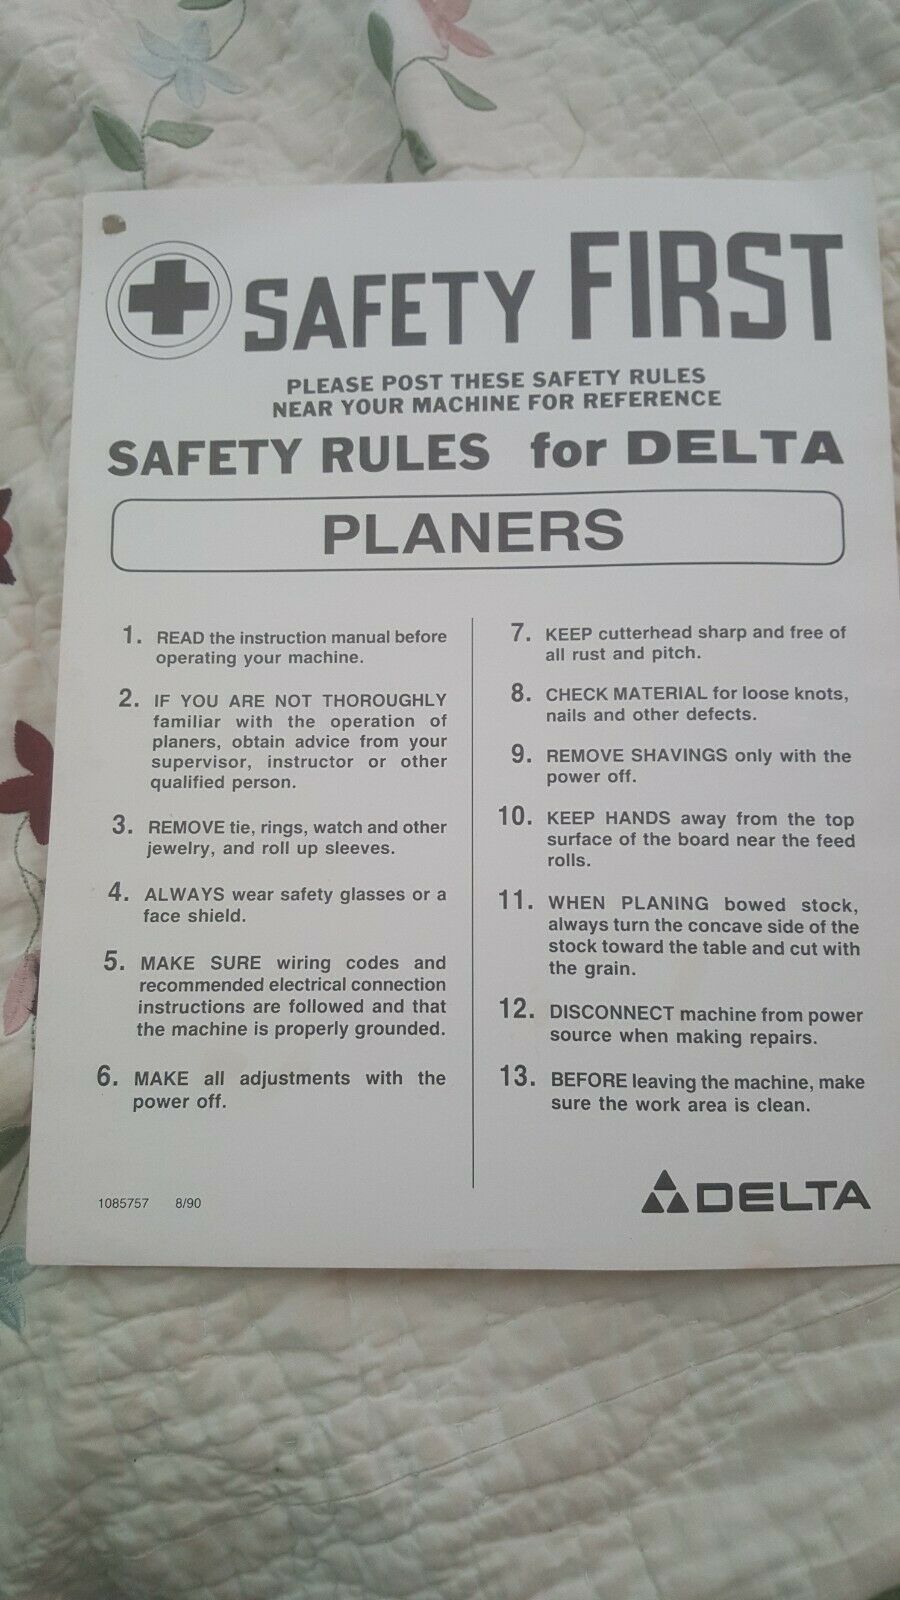 SAFETY FIRST
PLEASE POST THESE SAFETY RULES
NEAR YOUR MACHINE FOR REFERENCE
SAFETY RULES for DELTA
PLANERS
1. READ the instruction manual before
operating your machine.
2. IF YOU ARE NOT THOROUGHLY
familiar with the operation of
planers, obtain advice from your
supervisor, instructor or other
qualified person.
3. REMOVE tie, rings, watch and other
jewelry, and roll up sleeves.
4. ALWAYS wear safety glasses or a
face shield.
5. MAKE SURE wiring codes and
recommended electrical connection
instructions are followed and that
the machine is properly grounded.
6. MAKE all adjustments with the
power off.
7. KEEP cutterhead sharp and free of
all rust and pitch.
8. CHECK MATERIAL for loose knots,
nails and other defects.
9. REMOVE SHAVINGS only with the
power off.
10. KEEP HANDS away from the top
surface of the board near the feed
rolls.
11. WHEN PLANING bowed stock,
always turn the concave side of the
stock toward the table and cut with
the grain.
12. DISCONNECT machine from power
source when making repairs.
13. BEFORE leaving the machine, make
sure the work area is clean.
1085757 8/90
DELTA